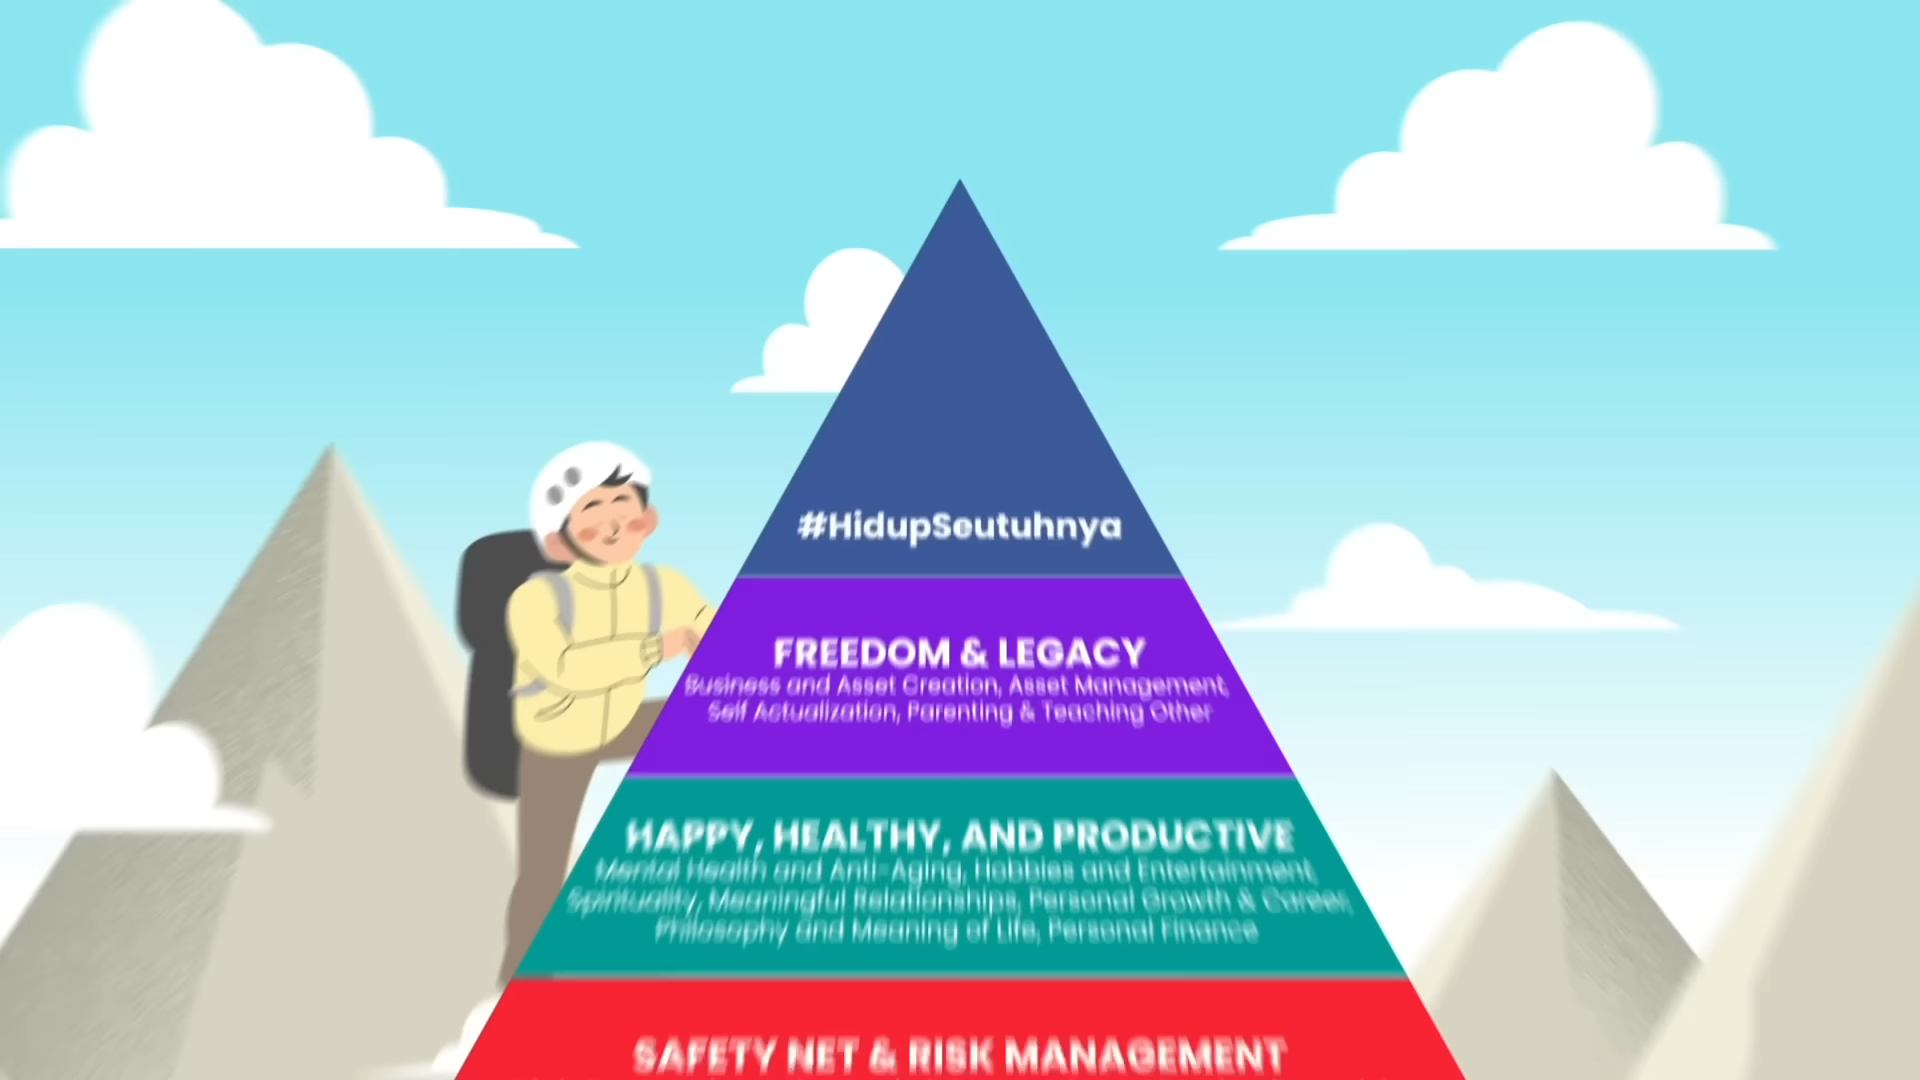 #HidupSeutuhnya
FREEDOM & LEGACY
Business and Asset Creation, Asset Management,
Self Actualization, Parenting & Teaching Other
HAPPY, HEALTHY, AND PRODUCTIVE
Mental Health and Anti-Aging, Hobbies and Entertainment,
Spirituality, Meaningful Relationships, Personal Growth & Career,
Philosophy and Meaning of Life, Personal Finance
SAFETY NET & RISK MANAGEMENT